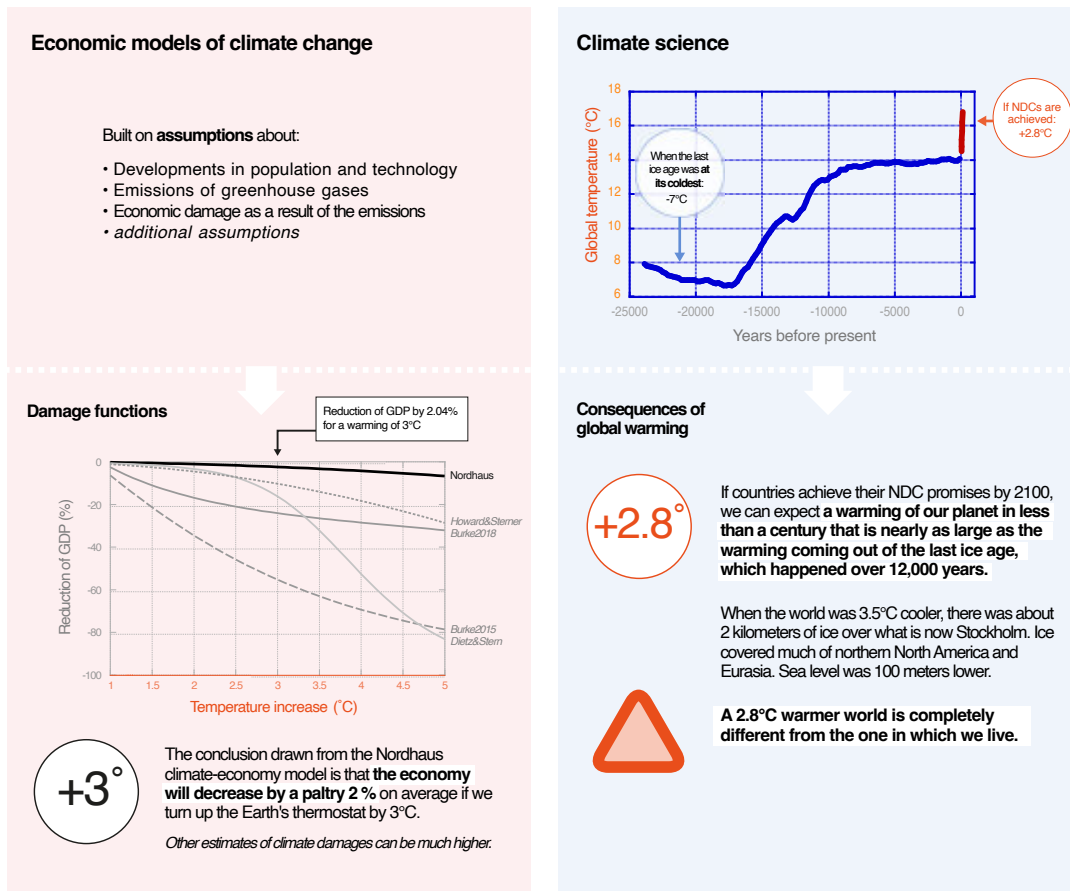 Economic models of climate change
Built on assumptions about:
• Developments in population and technology
• Emissions of greenhouse gases
• Economic damage as a result of the emissions
• additional assumptions
Damage functions
Reduction of GDP by 2.04%
for a warming of 3°C
Reduction of GDP (%)
0
-20
-40
-60
-80
-100
Nordhaus
Howard&Sterner
Burke2018
Burke2015
Dietz&Stern
1
1.5
2
2.5
3
3.5
4
4.5
5
Temperature increase (˚C)
+3°
The conclusion drawn from the Nordhaus
climate-economy model is that the economy
will decrease by a paltry 2 % on average if we
turn up the Earth's thermostat by 3°C.
Other estimates of climate damages can be much higher.
Climate science
Global temperature (°C)
18
16
14
12
10
8
6
When the last
ice age was at
its coldest:
-7°C
If NDCs are
achieved:
+2.8°C
-25000
-20000
-15000
-10000
-5000
0
Years before present
Consequences of
global warming
+2.8°
If countries achieve their NDC promises by 2100,
we can expect a warming of our planet in less
than a century that is nearly as large as the
warming coming out of the last ice age,
which happened over 12,000 years.
When the world was 3.5°C cooler, there was about
2 kilometers of ice over what is now Stockholm. Ice
covered much of northern North America and
Eurasia. Sea level was 100 meters lower.
A 2.8°C warmer world is completely
different from the one in which we live.